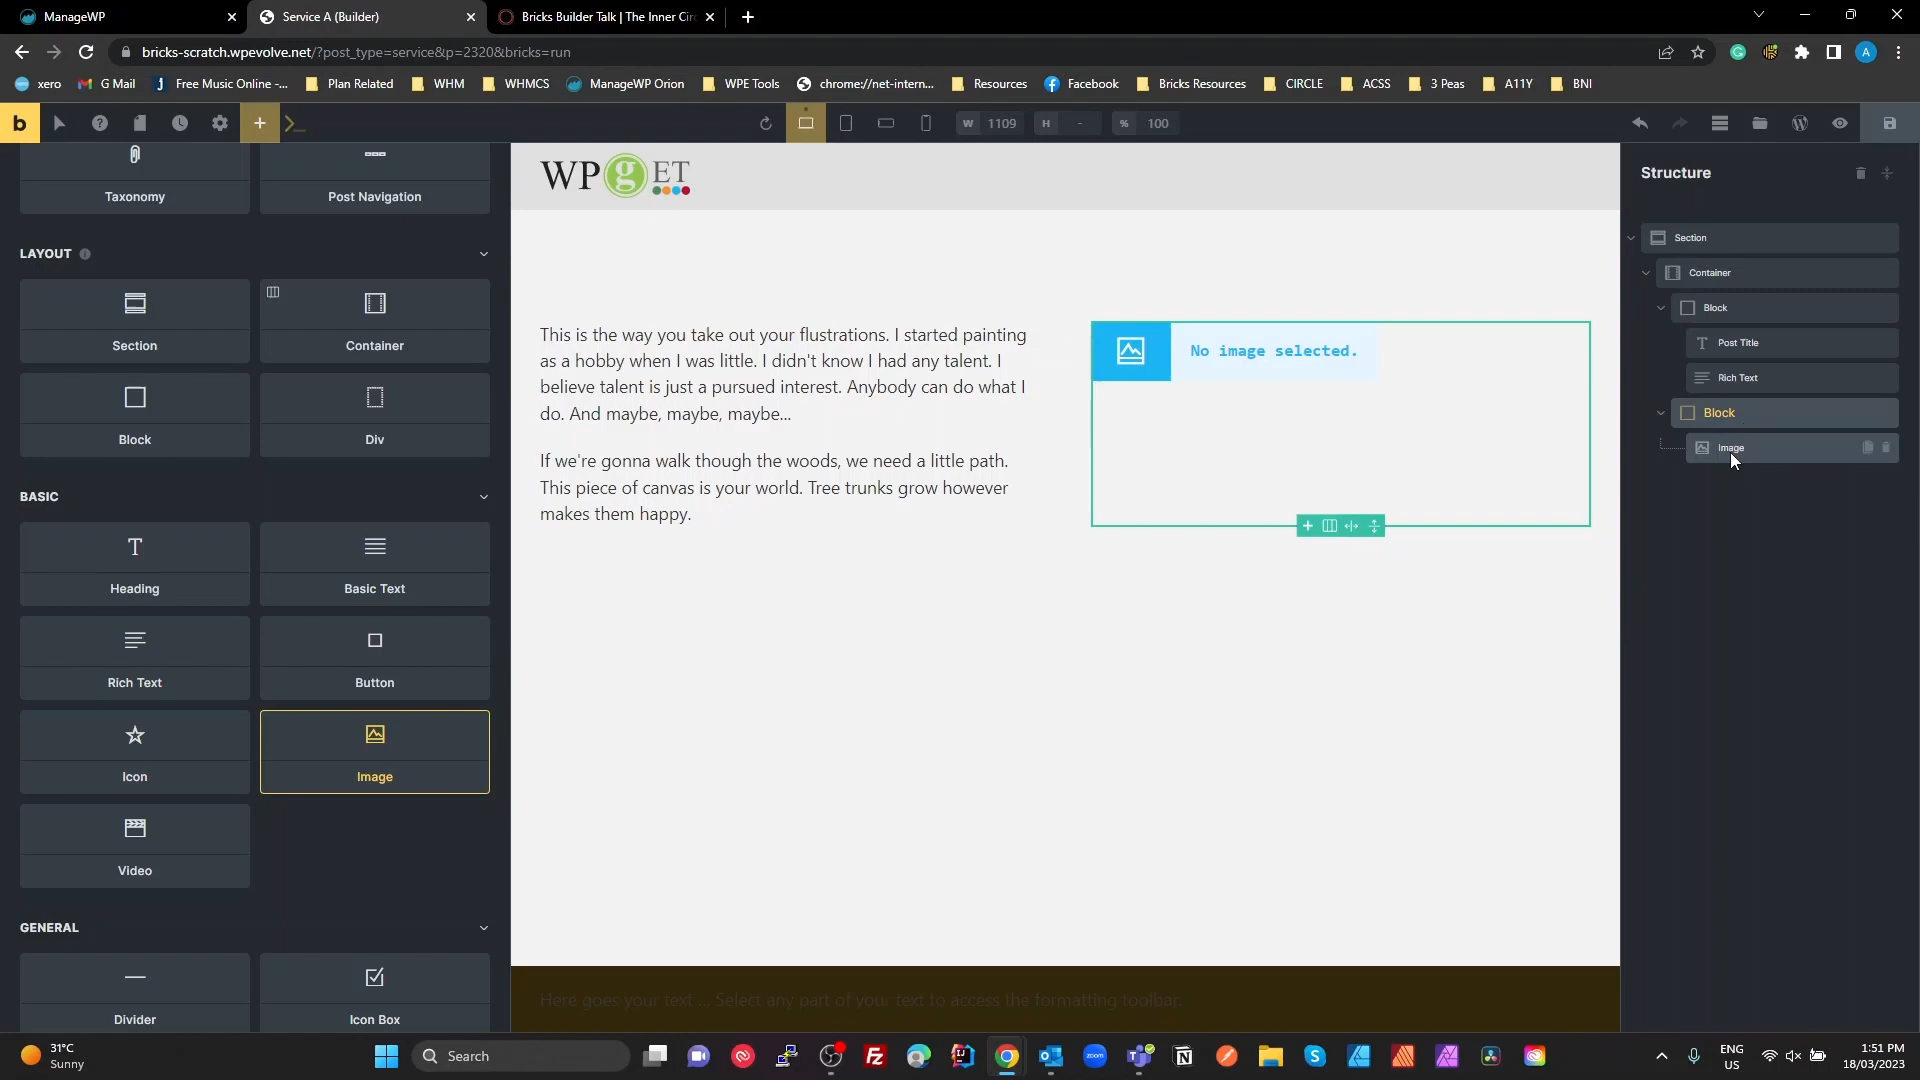 ManageWP
Service A (Builder)
Bricks Builder Talk | The Inner Cir
bricks-scratch.wpevolve.net/?post_type=service&p=2320&bricks=run
xero
G Mail
Free Music Online -...
Plan Related
WHM
WHMCS
ManageWP Orion
WPE Tools
chrome://net-intern...
Resources
Facebook
Bricks Resources
CIRCLE
ACSS
3 Peas
A11Y
BNI
b
W 1109
H -
% 100
Taxonomy
Post Navigation
LAYOUT
Section
Container
Block
Div
BASIC
Heading
Basic Text
Rich Text
Button
Icon
Image
Video
GENERAL
Divider
Icon Box
WP g ET
This is the way you take out your flustrations. I started painting
as a hobby when I was little. I didn't know I had any talent. I
believe talent is just a pursued interest. Anybody can do what I
do. And maybe, maybe, maybe...
If we're gonna walk though the woods, we need a little path.
This piece of canvas is your world. Tree trunks grow however
makes them happy.
No image selected.
Here goes your text ... Select any part of your text to access the formatting toolbar.
Structure
Section
Container
Block
Post Title
Rich Text
Block
Image
31°C
Sunny
Search
ENG
US
1:51 PM
18/03/2023